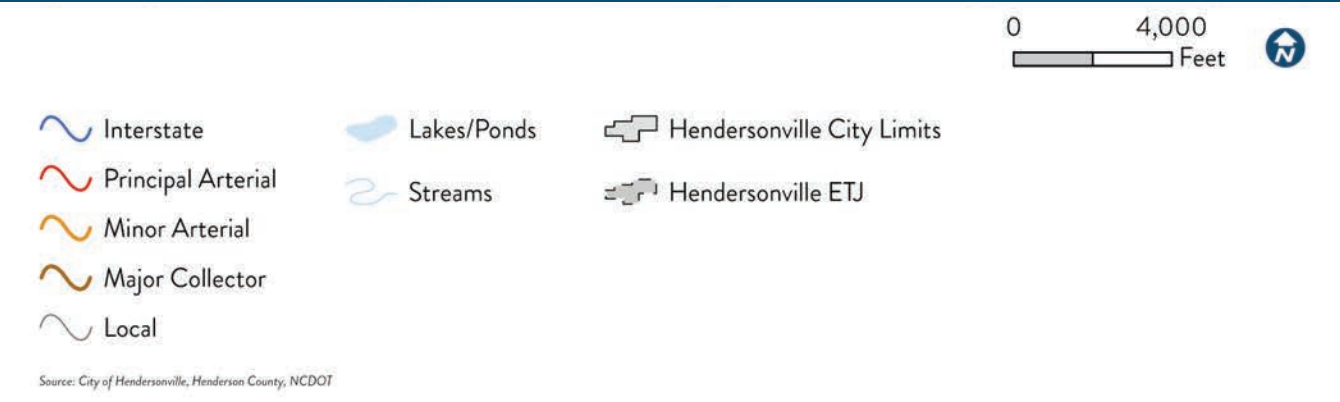 0 4,000
Feet
N
Interstate
Principal Arterial
Minor Arterial
Major Collector
Local
Lakes/Ponds
Streams
Hendersonville City Limits
Hendersonville ETJ
Source: City of Hendersonville, Henderson County, NCDOT